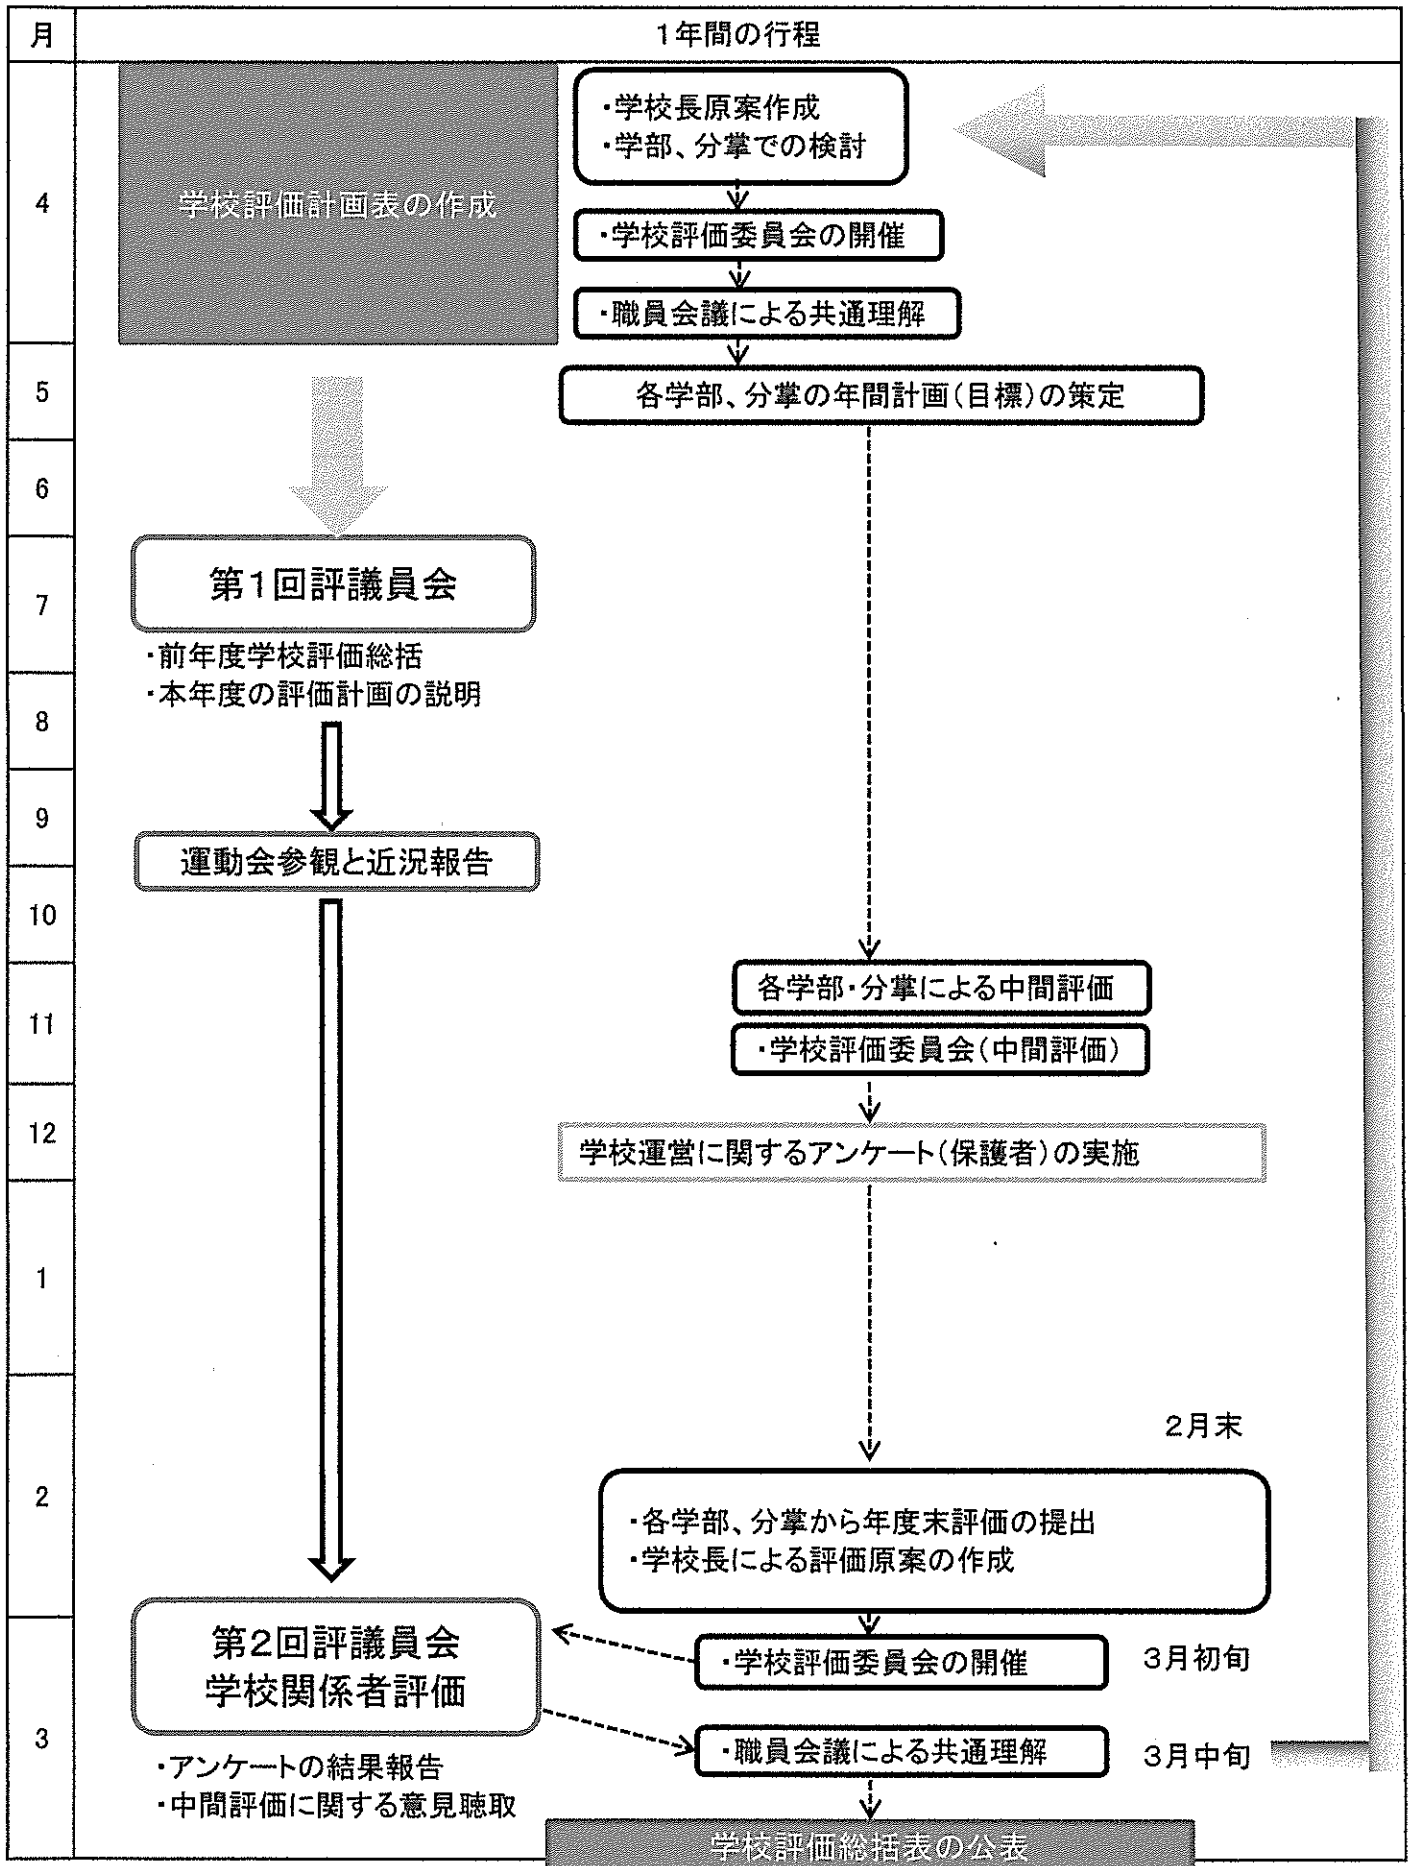 月
1年間の行程
4
学校評価計画表の作成
・学校長原案作成
・学部、分掌での検討
・学校評価委員会の開催
・職員会議による共通理解
5
各学部、分掌の年間計画(目標)の策定
6
7
第1回評議員会
・前年度学校評価総括
・本年度の評価計画の説明
8
9
運動会参観と近況報告
10
11
各学部・分掌による中間評価
・学校評価委員会(中間評価)
12
学校運営に関するアンケート(保護者)の実施
1
2
2月末
・各学部、分掌から年度末評価の提出
・学校長による評価原案の作成
3
第2回評議員会
学校関係者評価
・学校評価委員会の開催
3月初旬
・職員会議による共通理解
3月中旬
・アンケートの結果報告
・中間評価に関する意見聴取
学校評価総括表の公表